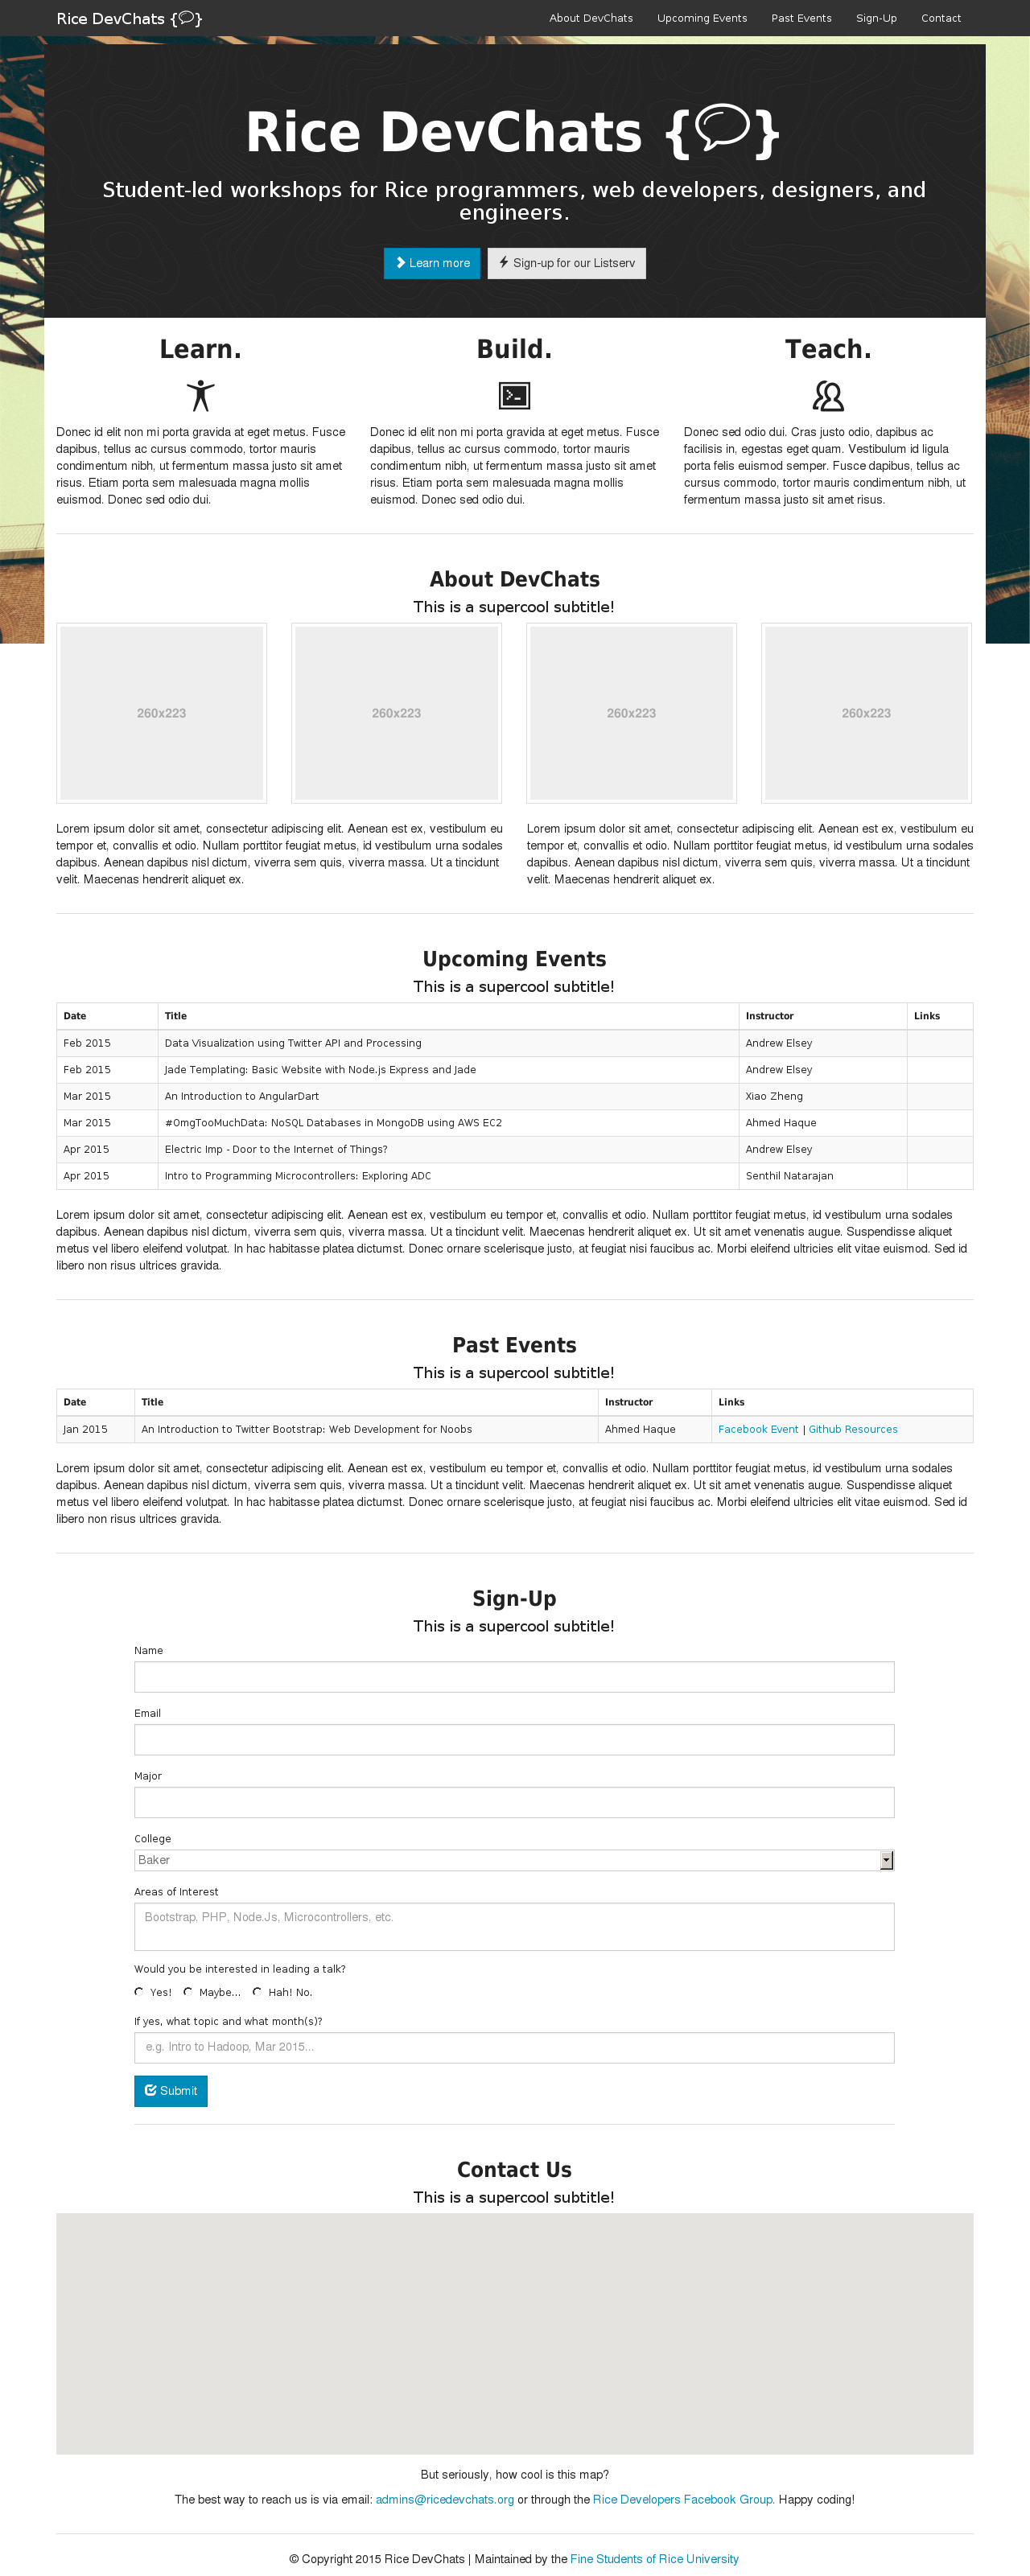 Rice DevChats {💬}
About DevChats Upcoming Events Past Events Sign-Up Contact
Rice DevChats {💬}
Student-led workshops for Rice programmers, web developers, designers, and
engineers.
Learn more Sign-up for our Listserv
Learn.
Donec id elit non mi porta gravida at eget metus. Fusce
dapibus, tellus ac cursus commodo, tortor mauris
condimentum nibh, ut fermentum massa justo sit amet
risus. Etiam porta sem malesuada magna mollis
euismod. Donec sed odio dui.
Build.
Donec id elit non mi porta gravida at eget metus. Fusce
dapibus, tellus ac cursus commodo, tortor mauris
condimentum nibh, ut fermentum massa justo sit amet
risus. Etiam porta sem malesuada magna mollis
euismod. Donec sed odio dui.
Teach.
Donec sed odio dui. Cras justo odio, dapibus ac
facilisis in, egestas eget quam. Vestibulum id ligula
porta felis euismod semper. Fusce dapibus, tellus ac
cursus commodo, tortor mauris condimentum nibh, ut
fermentum massa justo sit amet risus.
About DevChats
This is a supercool subtitle!
260x223 260x223 260x223 260x223
Lorem ipsum dolor sit amet, consectetur adipiscing elit. Aenean est ex, vestibulum eu
tempor et, convallis et odio. Nullam porttitor feugiat metus, id vestibulum urna sodales
dapibus. Aenean dapibus nisl dictum, viverra sem quis, viverra massa. Ut a tincidunt
velit. Maecenas hendrerit aliquet ex.
Lorem ipsum dolor sit amet, consectetur adipiscing elit. Aenean est ex, vestibulum eu
tempor et, convallis et odio. Nullam porttitor feugiat metus, id vestibulum urna sodales
dapibus. Aenean dapibus nisl dictum, viverra sem quis, viverra massa. Ut a tincidunt
velit. Maecenas hendrerit aliquet ex.
Upcoming Events
This is a supercool subtitle!
Date Title Instructor Links
Feb 2015 Data Visualization using Twitter API and Processing Andrew Elsey
Feb 2015 Jade Templating: Basic Website with Node.js Express and Jade Andrew Elsey
Mar 2015 An Introduction to AngularDart Xiao Zheng
Mar 2015 #OmgTooMuchData: NoSQL Databases in MongoDB using AWS EC2 Ahmed Haque
Apr 2015 Electric Imp - Door to the Internet of Things? Andrew Elsey
Apr 2015 Intro to Programming Microcontrollers: Exploring ADC Senthil Natarajan
Lorem ipsum dolor sit amet, consectetur adipiscing elit. Aenean est ex, vestibulum eu tempor et, convallis et odio. Nullam porttitor feugiat metus, id vestibulum urna sodales
dapibus. Aenean dapibus nisl dictum, viverra sem quis, viverra massa. Ut a tincidunt velit. Maecenas hendrerit aliquet ex. Ut sit amet venenatis augue. Suspendisse aliquet
metus vel libero eleifend volutpat. In hac habitasse platea dictumst. Donec ornare scelerisque justo, at feugiat nisi faucibus ac. Morbi eleifend ultricies elit vitae euismod. Sed id
libero non risus ultrices gravida.
Past Events
This is a supercool subtitle!
Date Title Instructor Links
Jan 2015 An Introduction to Twitter Bootstrap: Web Development for Noobs Ahmed Haque Facebook Event | Github Resources
Lorem ipsum dolor sit amet, consectetur adipiscing elit. Aenean est ex, vestibulum eu tempor et, convallis et odio. Nullam porttitor feugiat metus, id vestibulum urna sodales
dapibus. Aenean dapibus nisl dictum, viverra sem quis, viverra massa. Ut a tincidunt velit. Maecenas hendrerit aliquet ex. Ut sit amet venenatis augue. Suspendisse aliquet
metus vel libero eleifend volutpat. In hac habitasse platea dictumst. Donec ornare scelerisque justo, at feugiat nisi faucibus ac. Morbi eleifend ultricies elit vitae euismod. Sed id
libero non risus ultrices gravida.
Sign-Up
This is a supercool subtitle!
Name
Email
Major
College
Baker
Areas of Interest
Bootstrap, PHP, Node.Js, Microcontrollers, etc.
Would you be interested in leading a talk?
Yes! Maybe... Hah! No.
If yes, what topic and what month(s)?
e.g. Intro to Hadoop, Mar 2015...
Submit
Contact Us
This is a supercool subtitle!
But seriously, how cool is this map?
The best way to reach us is via email: admins@ricedevchats.org or through the Rice Developers Facebook Group. Happy coding!
© Copyright 2015 Rice DevChats | Maintained by the Fine Students of Rice University